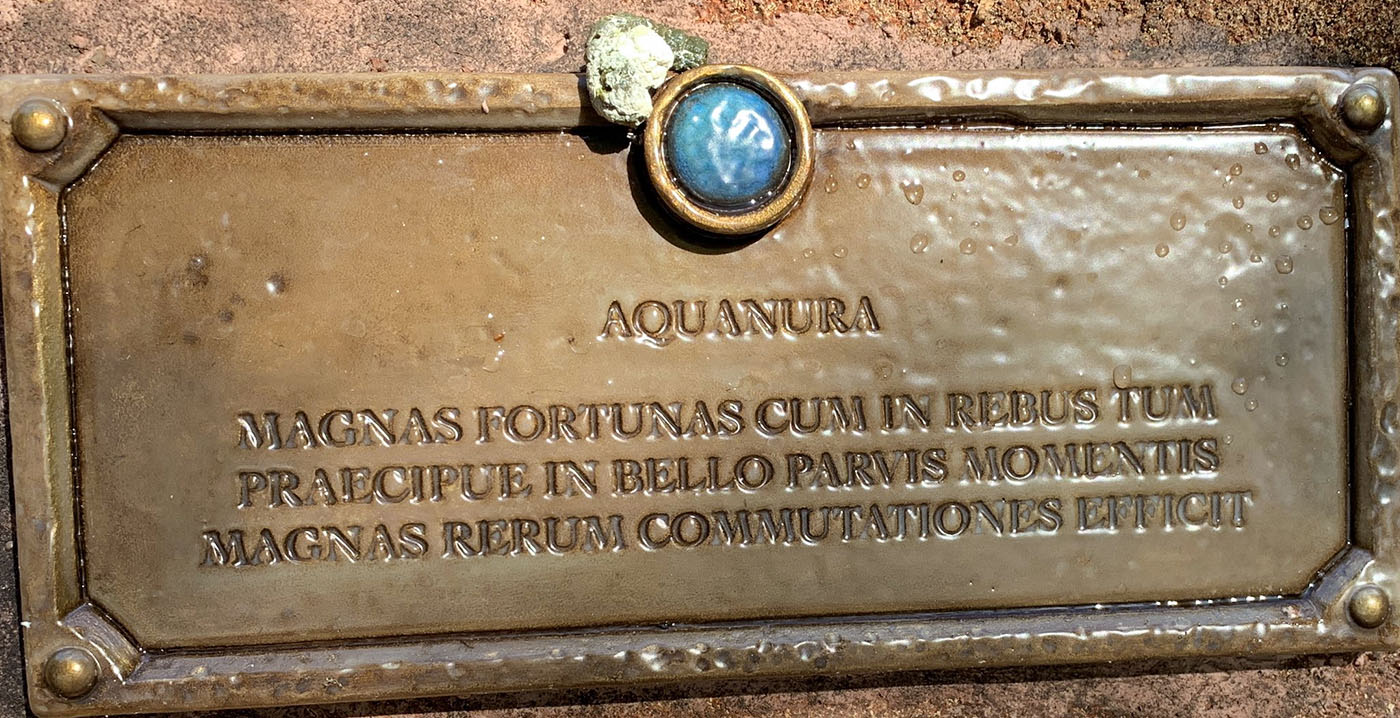 AQUANURA
MAGNAS FORTUNAS CUM IN REBUS TUM
PRAECIPUE IN BELLO PARVIS MOMENTIS
MAGNAS RERUM COMMUTATIONES EFFICIT